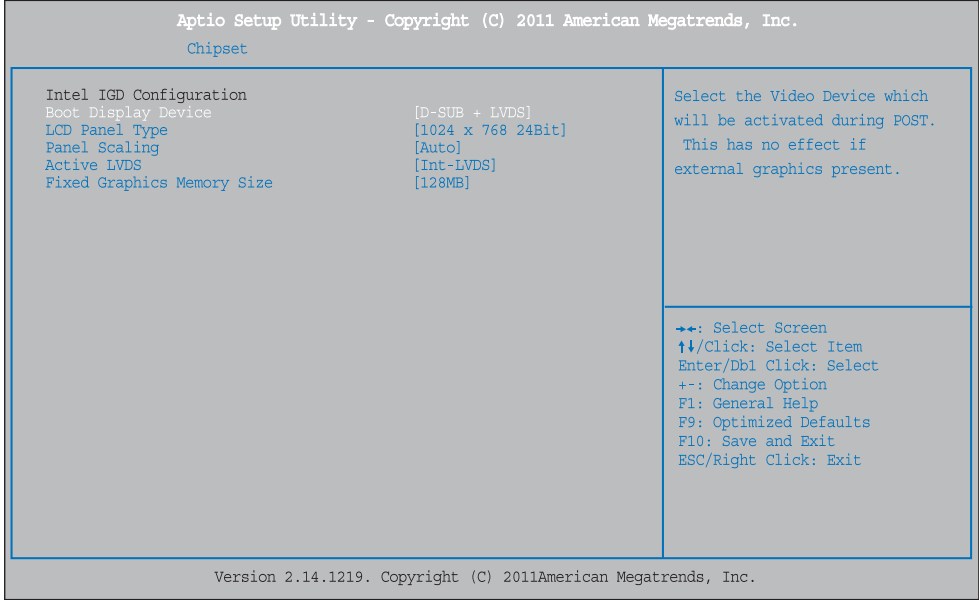 Aptio Setup Utility - Copyright (C) 2011 American Megatrends, Inc.
Chipset
Intel IGD Configuration
Boot Display Device [D-SUB + LVDS]
LCD Panel Type [1024 x 768 24Bit]
Panel Scaling [Auto]
Active LVDS [Int-LVDS]
Fixed Graphics Memory Size [128MB]
Select the Video Device which
will be activated during POST.
This has no effect if
external graphics present.
→←: Select Screen
↑↓/Click: Select Item
Enter/Db1 Click: Select
+-: Change Option
F1: General Help
F9: Optimized Defaults
F10: Save and Exit
ESC/Right Click: Exit
Version 2.14.1219. Copyright (C) 2011American Megatrends, Inc.